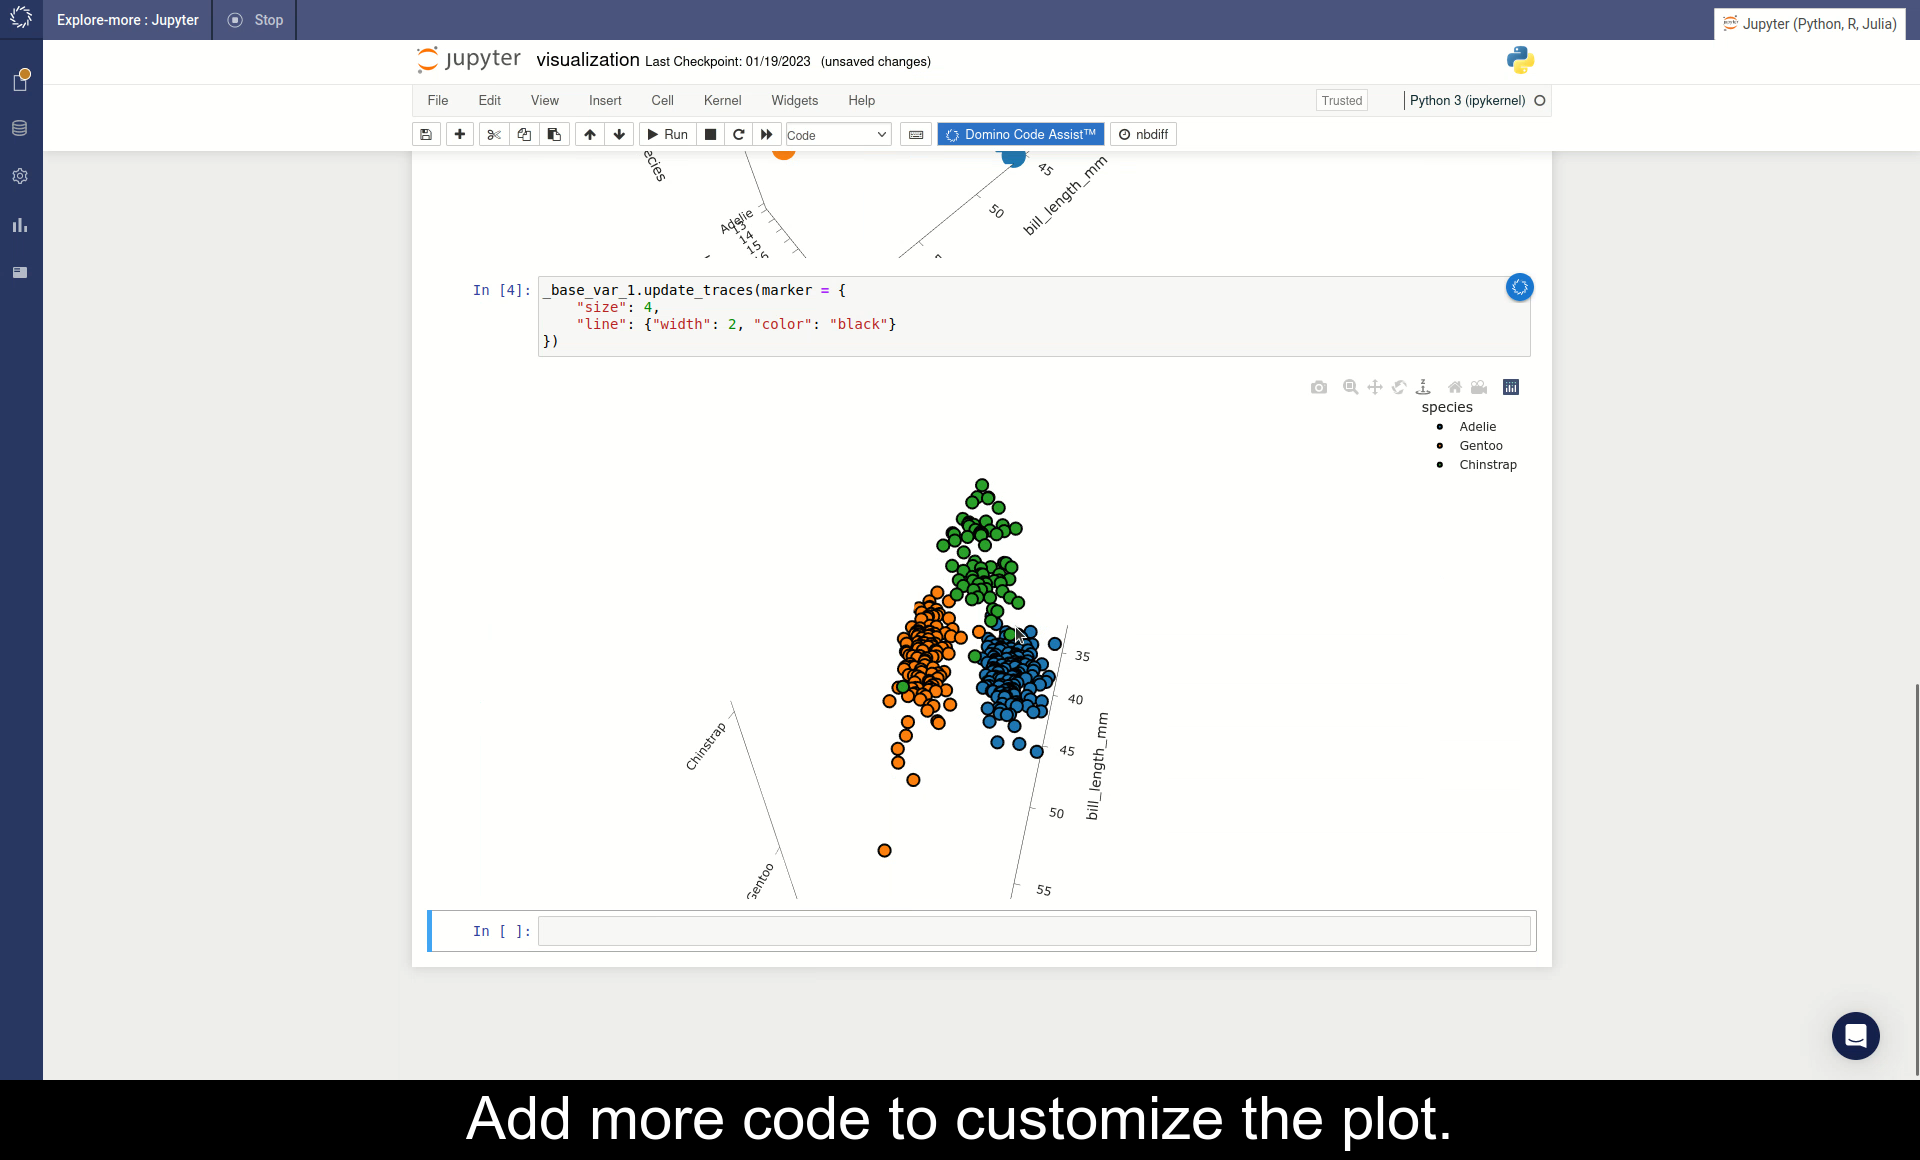 Explore-more : Jupyter
Stop
Jupyter (Python, R, Julia)
jupyter visualization Last Checkpoint: 01/19/2023 (unsaved changes)
File Edit View Insert Cell Kernel Widgets Help
Trusted
Python 3 (ipykernel)
Run
Code
Domino Code Assist™
nbdiff
ecies
Adelie
13
14
15
45
50
bill_length_mm
In [4]:
_base_var_1.update_traces(marker = {
"size": 4,
"line": {"width": 2, "color": "black"}
})
species
Adelie
Gentoo
Chinstrap
35
40
45
50
55
bill_length_mm
Chinstrap
Gentoo
In [ ]:
Add more code to customize the plot.